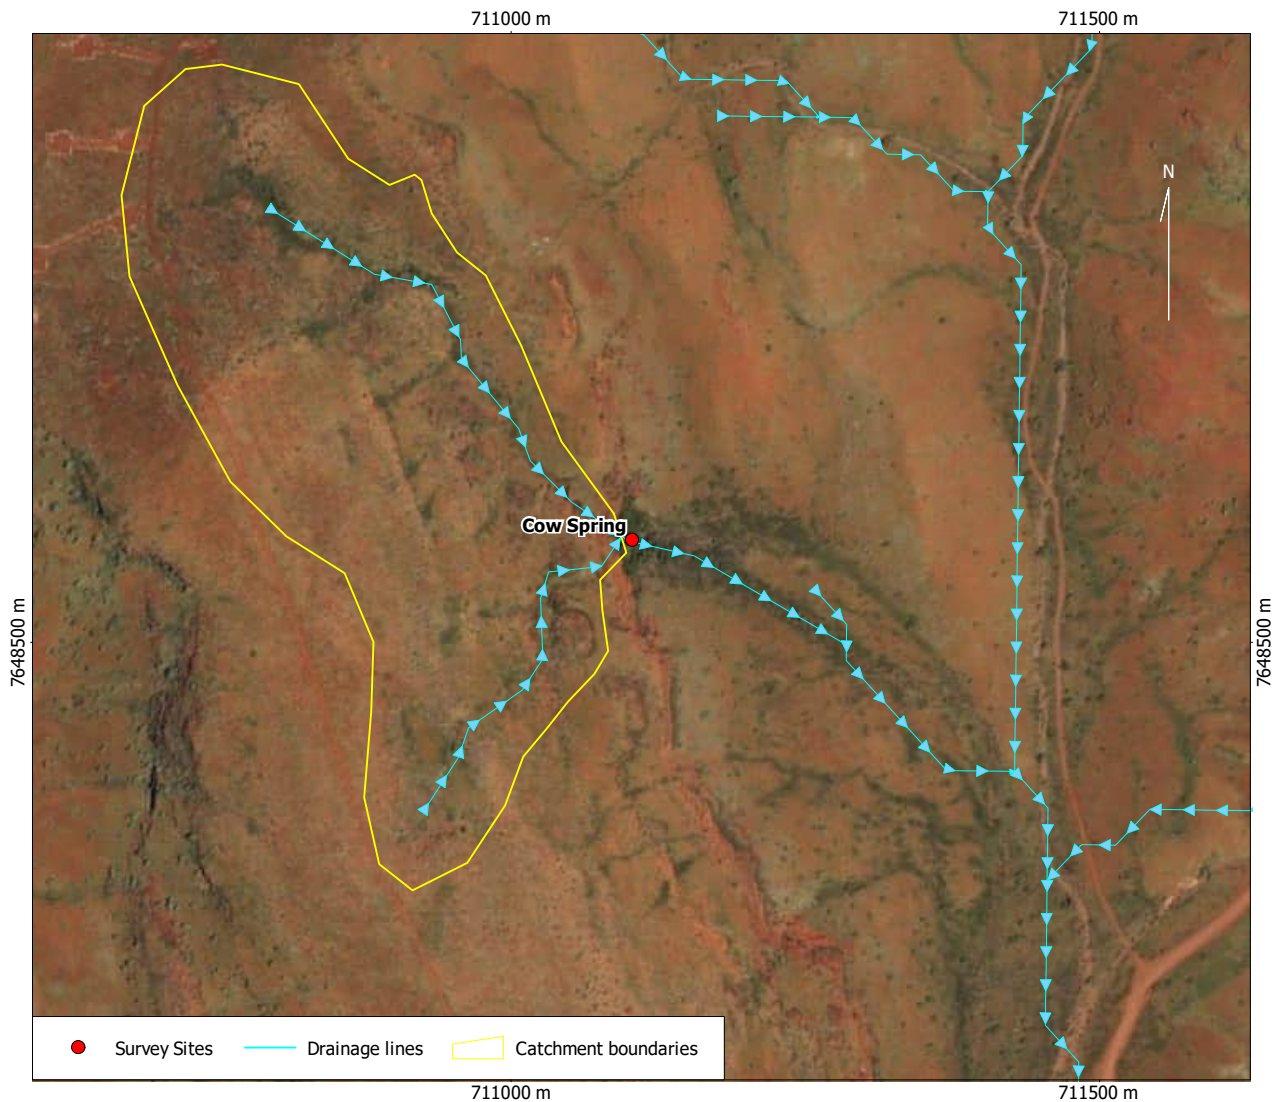 711000 m
711500 m
N
Cow Spring
7648500 m
7648500 m
Survey Sites
Drainage lines
Catchment boundaries
711000 m
711500 m